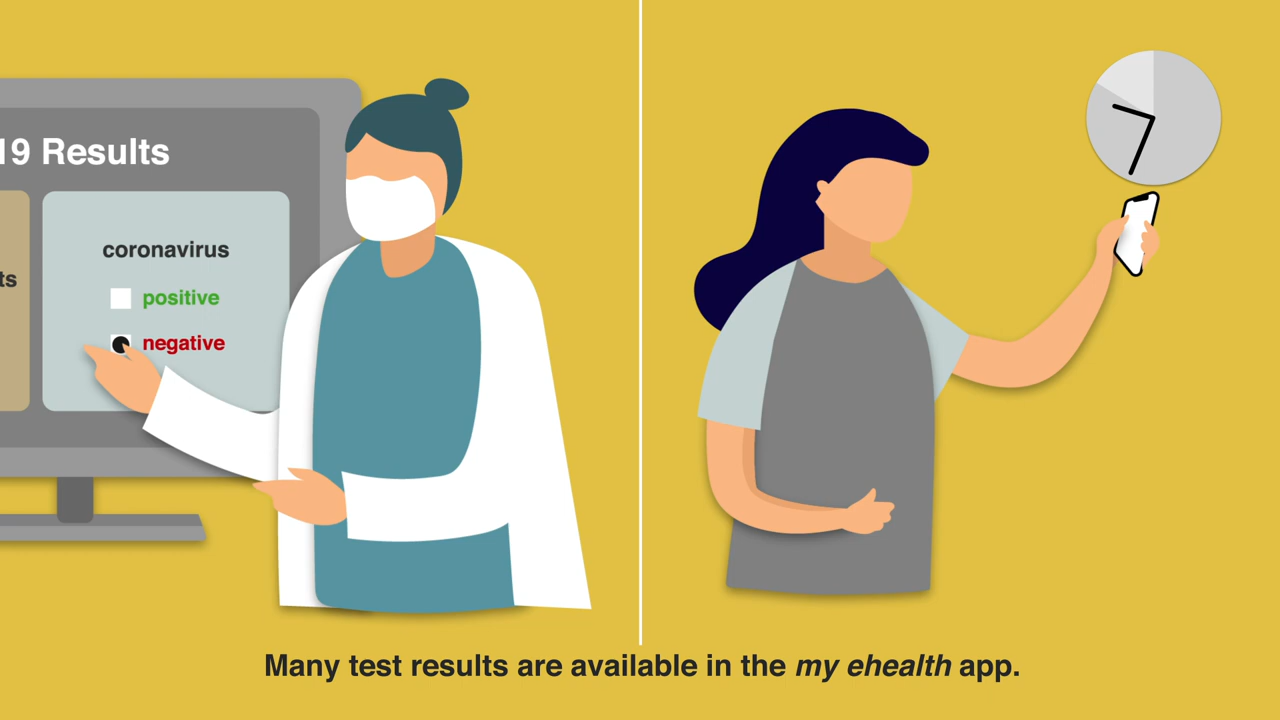 19 Results
ts
coronavirus
positive
negative
Many test results are available in the my ehealth app.